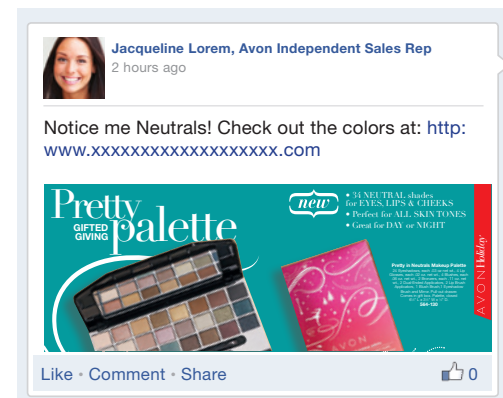 Jacqueline Lorem, Avon Independent Sales Rep
2 hours ago
Notice me Neutrals! Check out the colors at: http:
www.xxxxxxxxxxxxxxxxxxx.com
Pretty
GIFTED
GIVING
palette
new
• 34 NEUTRAL shades
for EYES, LIPS & CHEEKS
• Perfect for ALL SKIN TONES
• Great for DAY or NIGHT
Pretty in Neutrals Makeup Palette
564-120
AVON Holiday
AVON
Like • Comment • Share
0